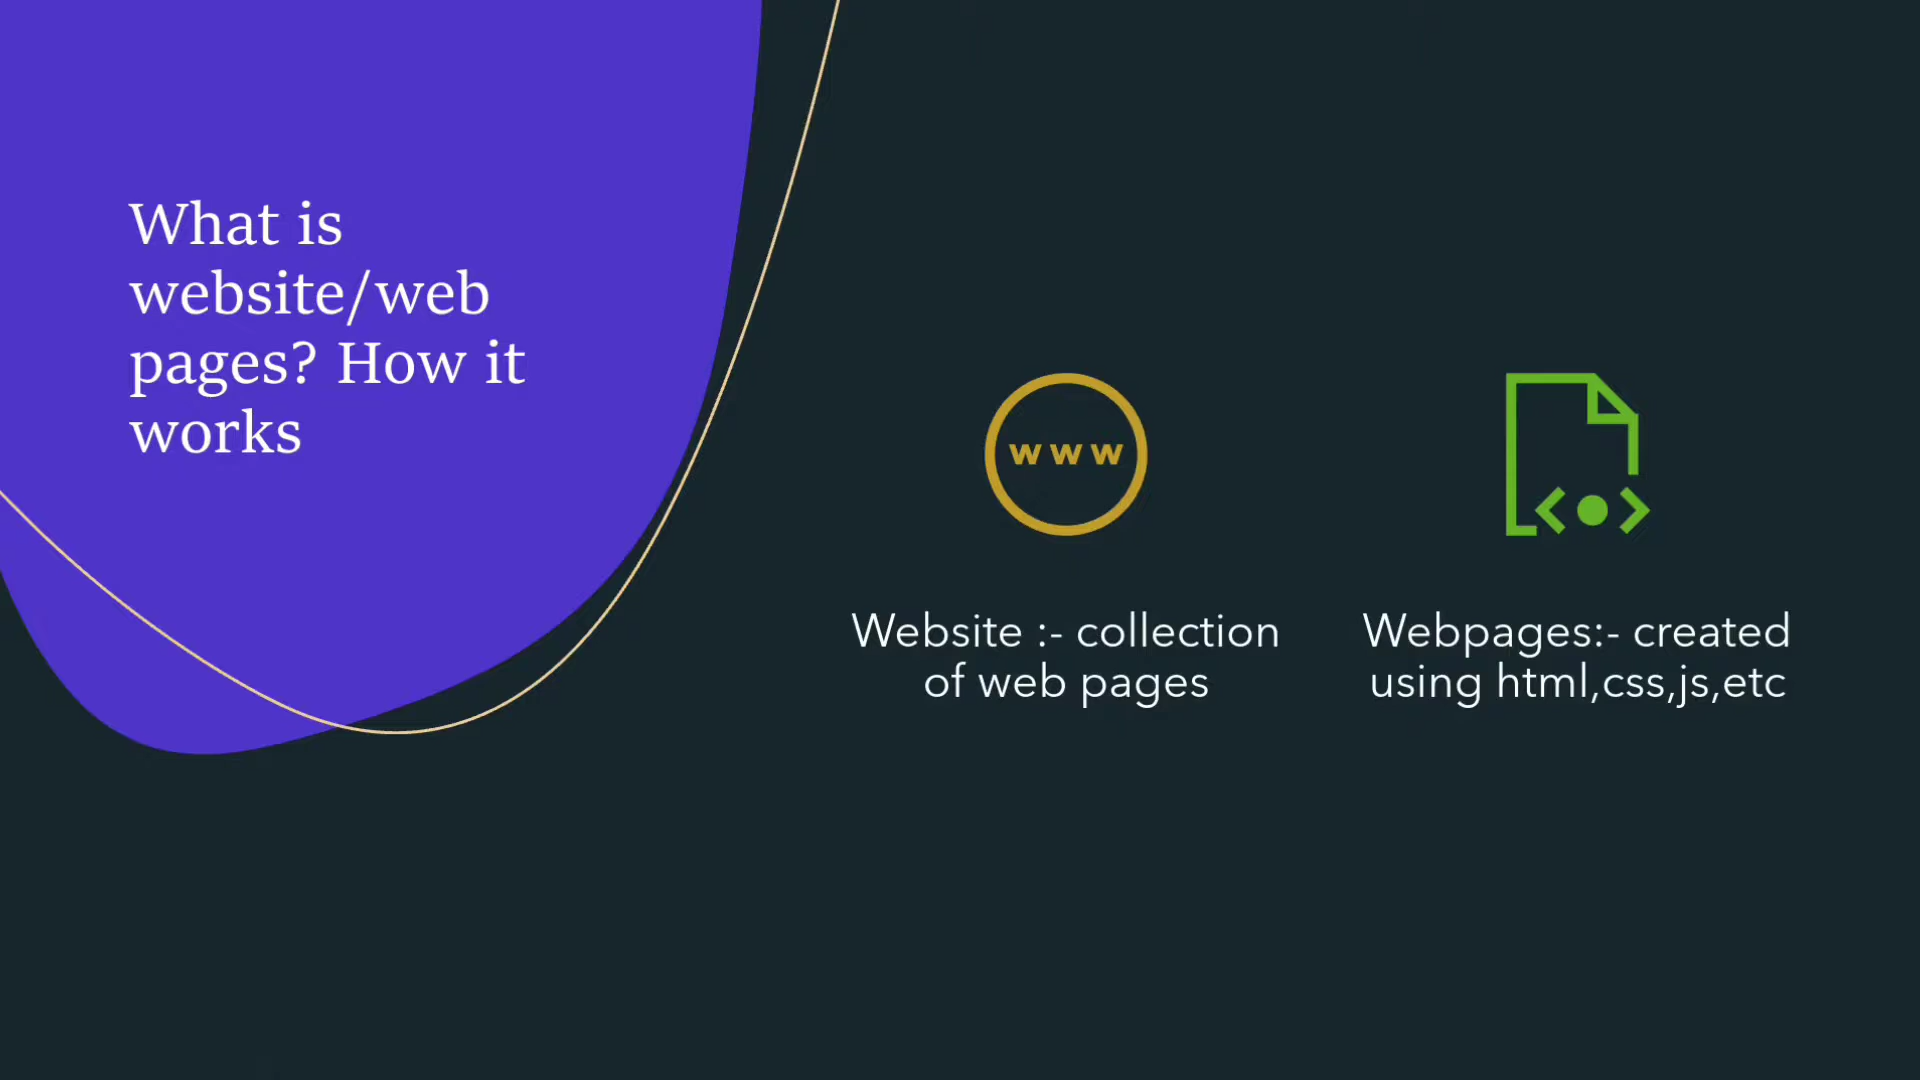 What is
website/web
pages? How it
works
www
Website :- collection
of web pages
Webpages:- created
using html,css,js,etc